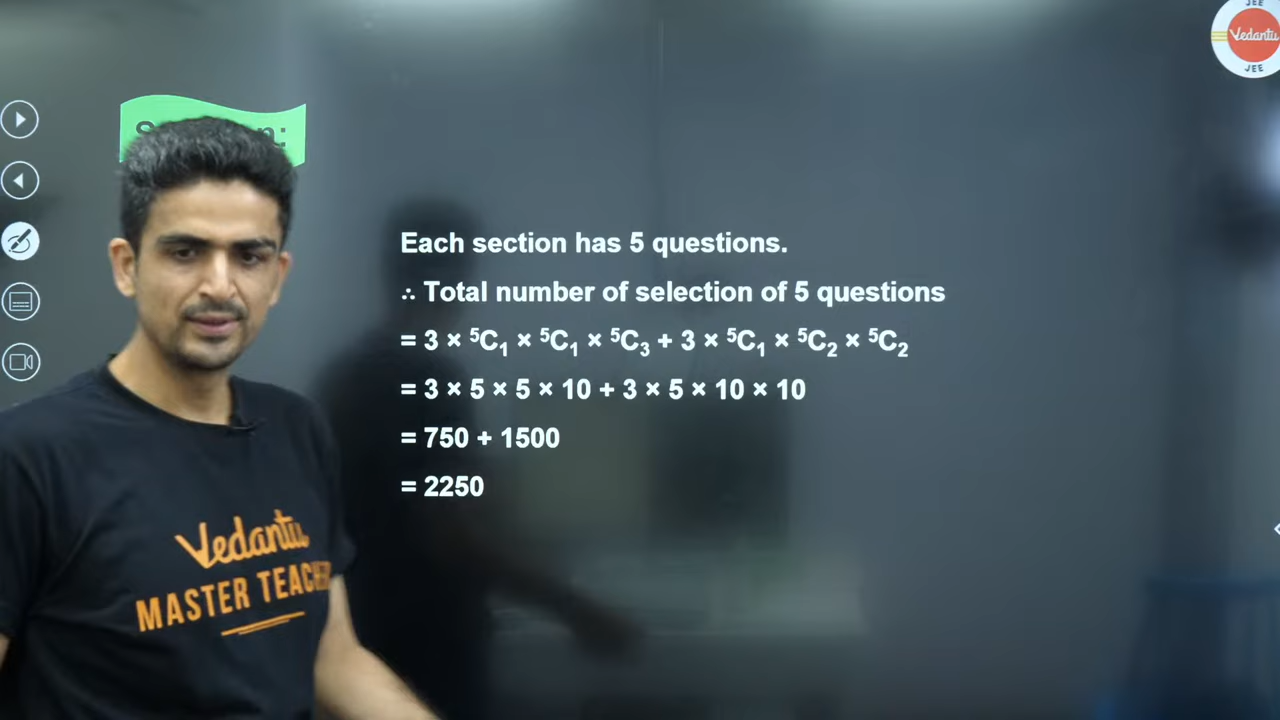 JEE
Vedantu
JEE
Each section has 5 questions.
∴ Total number of selection of 5 questions
= 3 × ⁵C₁ × ⁵C₁ × ⁵C₃ + 3 × ⁵C₁ × ⁵C₂ × ⁵C₂
= 3 × 5 × 5 × 10 + 3 × 5 × 10 × 10
= 750 + 1500
= 2250
Vedantu
MASTER TEACHER